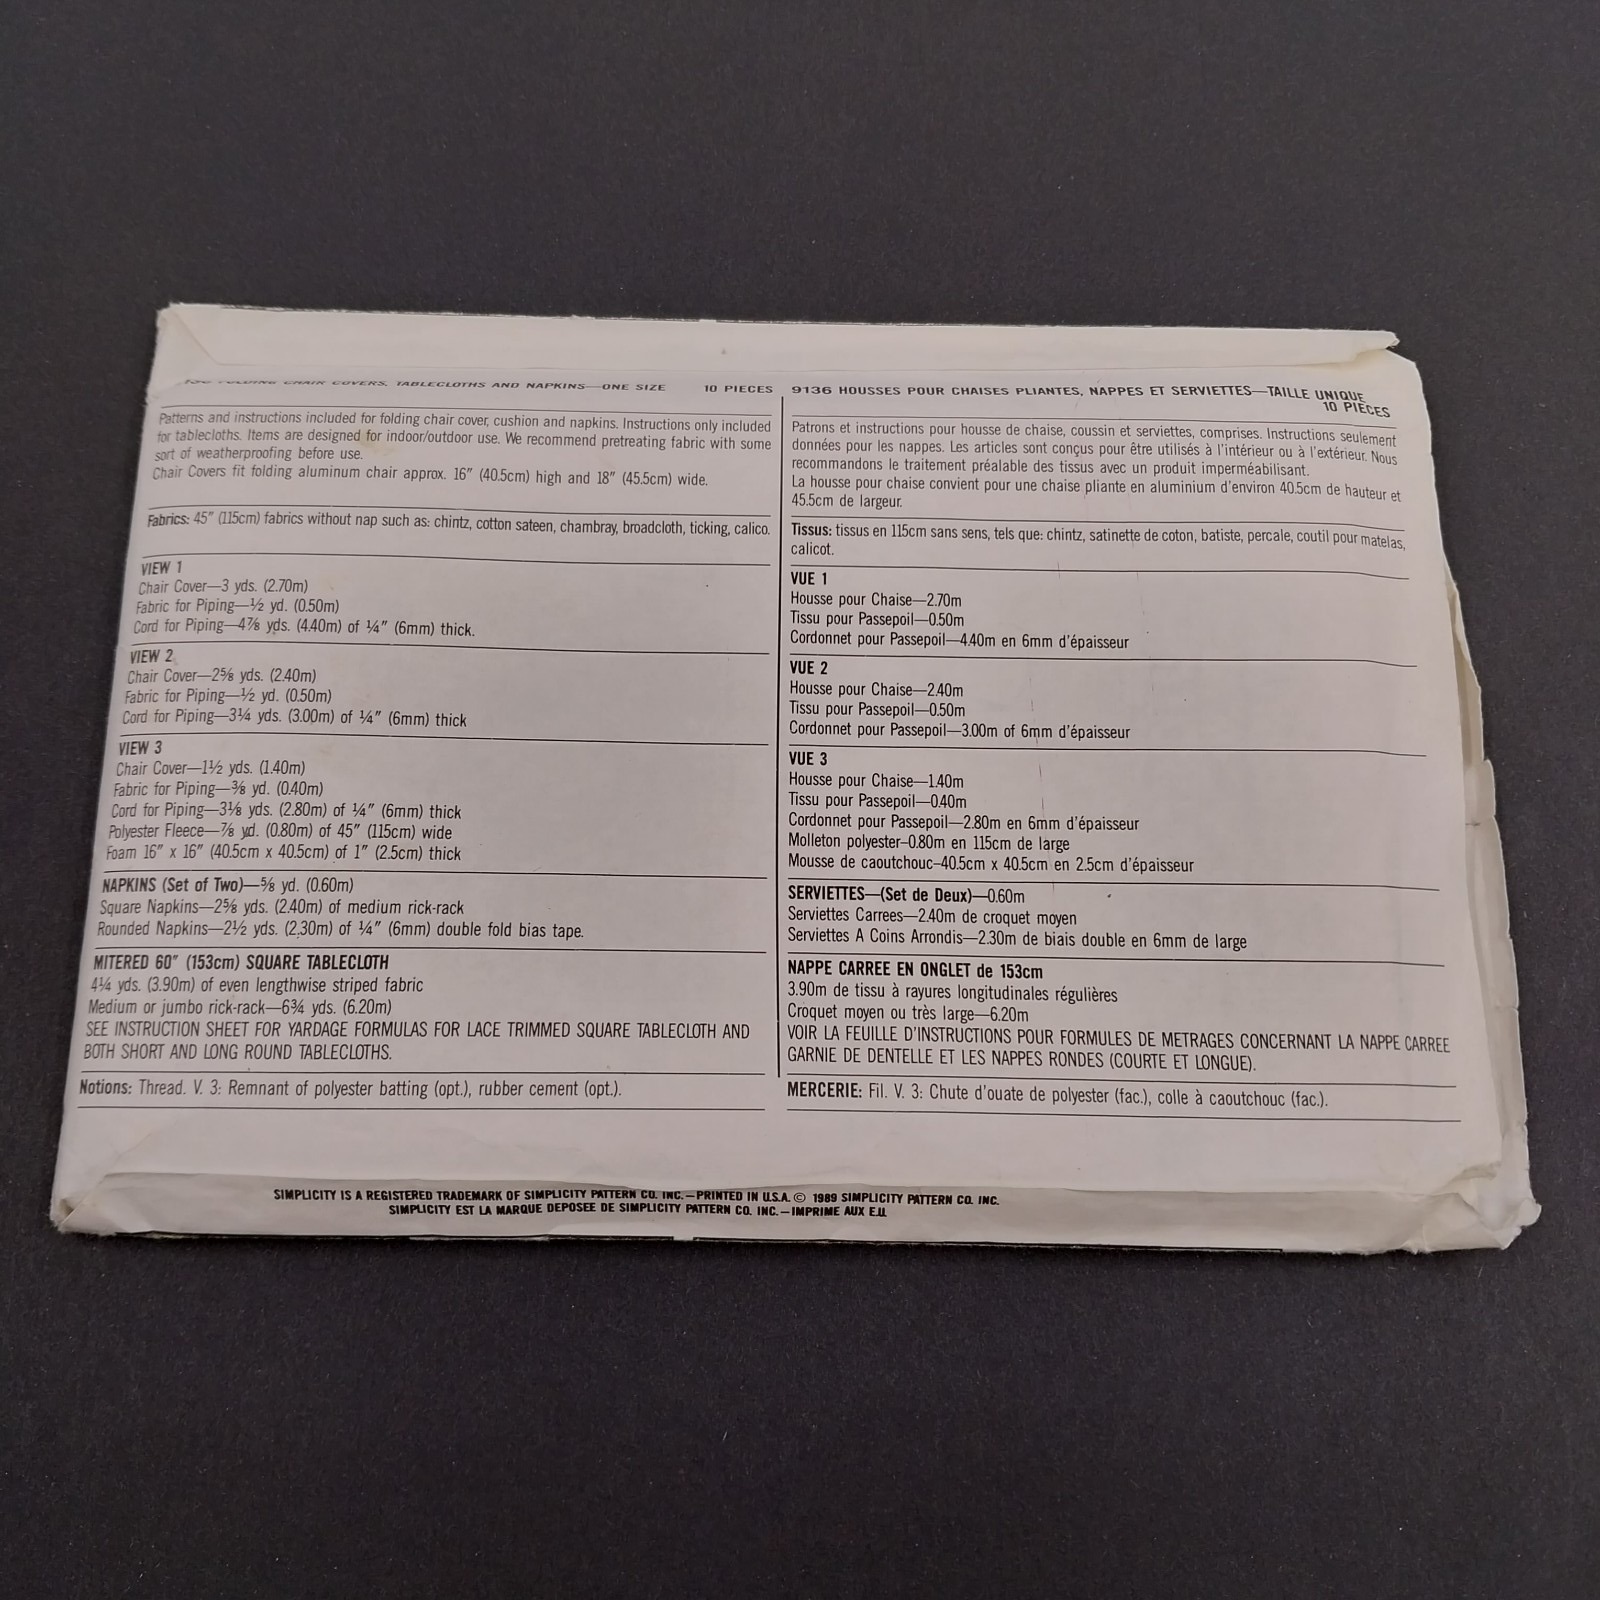 FOLDING CHAIR COVERS, TABLECLOTHS AND NAPKINS—ONE SIZE 10 PIECES
Patterns and instructions included for folding chair cover, cushion and napkins. Instructions only included
for tablecloths. Items are designed for indoor/outdoor use. We recommend pretreating fabric with some
sort of weatherproofing before use.
Chair Covers fit folding aluminum chair approx. 16" (40.5cm) high and 18" (45.5cm) wide.
Fabrics: 45" (115cm) fabrics without nap such as: chintz, cotton sateen, chambray, broadcloth, ticking, calico.
VIEW 1
Chair Cover—3 yds. (2.70m)
Fabric for Piping—½ yd. (0.50m)
Cord for Piping—4⅞ yds. (4.40m) of ¼" (6mm) thick.
VIEW 2
Chair Cover—2⅝ yds. (2.40m)
Fabric for Piping—½ yd. (0.50m)
Cord for Piping—3¼ yds. (3.00m) of ¼" (6mm) thick
VIEW 3
Chair Cover—1½ yds. (1.40m)
Fabric for Piping—⅜ yd. (0.40m)
Cord for Piping—3⅛ yds. (2.80m) of ¼" (6mm) thick
Polyester Fleece—⅞ yd. (0.80m) of 45" (115cm) wide
Foam 16" x 16" (40.5cm x 40.5cm) of 1" (2.5cm) thick
NAPKINS (Set of Two)—⅝ yd. (0.60m)
Square Napkins—2⅝ yds. (2.40m) of medium rick-rack
Rounded Napkins—2½ yds. (2.30m) of ¼" (6mm) double fold bias tape.
MITERED 60" (153cm) SQUARE TABLECLOTH
4¼ yds. (3.90m) of even lengthwise striped fabric
Medium or jumbo rick-rack—6¾ yds. (6.20m)
SEE INSTRUCTION SHEET FOR YARDAGE FORMULAS FOR LACE TRIMMED SQUARE TABLECLOTH AND
BOTH SHORT AND LONG ROUND TABLECLOTHS.
Notions: Thread. V. 3: Remnant of polyester batting (opt.), rubber cement (opt.).
9136 HOUSSES POUR CHAISES PLIANTES, NAPPES ET SERVIETTES—TAILLE UNIQUE
10 PIECES
Patrons et instructions pour housse de chaise, coussin et serviettes, comprises. Instructions seulement
données pour les nappes. Les articles sont conçus pour être utilisés à l'intérieur ou à l'extérieur. Nous
recommandons le traitement préalable des tissus avec un produit imperméabilisant.
La housse pour chaise convient pour une chaise pliante en aluminium d'environ 40.5cm de hauteur et
45.5cm de largeur.
Tissus: tissus en 115cm sans sens, tels que: chintz, satinette de coton, batiste, percale, coutil pour matelas,
calicot.
VUE 1
Housse pour Chaise—2.70m
Tissu pour Passepoil—0.50m
Cordonnet pour Passepoil—4.40m en 6mm d'épaisseur
VUE 2
Housse pour Chaise—2.40m
Tissu pour Passepoil—0.50m
Cordonnet pour Passepoil—3.00m of 6mm d'épaisseur
VUE 3
Housse pour Chaise—1.40m
Tissu pour Passepoil—0.40m
Cordonnet pour Passepoil—2.80m en 6mm d'épaisseur
Molleton polyester–0.80m en 115cm de large
Mousse de caoutchouc–40.5cm x 40.5cm en 2.5cm d'épaisseur
SERVIETTES—(Set de Deux)—0.60m
Serviettes Carrees—2.40m de croquet moyen
Serviettes A Coins Arrondis—2.30m de biais double en 6mm de large
NAPPE CARREE EN ONGLET de 153cm
3.90m de tissu à rayures longitudinales régulières
Croquet moyen ou très large—6.20m
VOIR LA FEUILLE D'INSTRUCTIONS POUR FORMULES DE METRAGES CONCERNANT LA NAPPE CARREE
GARNIE DE DENTELLE ET LES NAPPES RONDES (COURTE ET LONGUE).
MERCERIE: Fil. V. 3: Chute d'ouate de polyester (fac.), colle à caoutchouc (fac.).
SIMPLICITY IS A REGISTERED TRADEMARK OF SIMPLICITY PATTERN CO. INC.—PRINTED IN U.S.A. © 1989 SIMPLICITY PATTERN CO. INC.
SIMPLICITY EST LA MARQUE DEPOSEE DE SIMPLICITY PATTERN CO. INC.—IMPRIME AUX E.U.